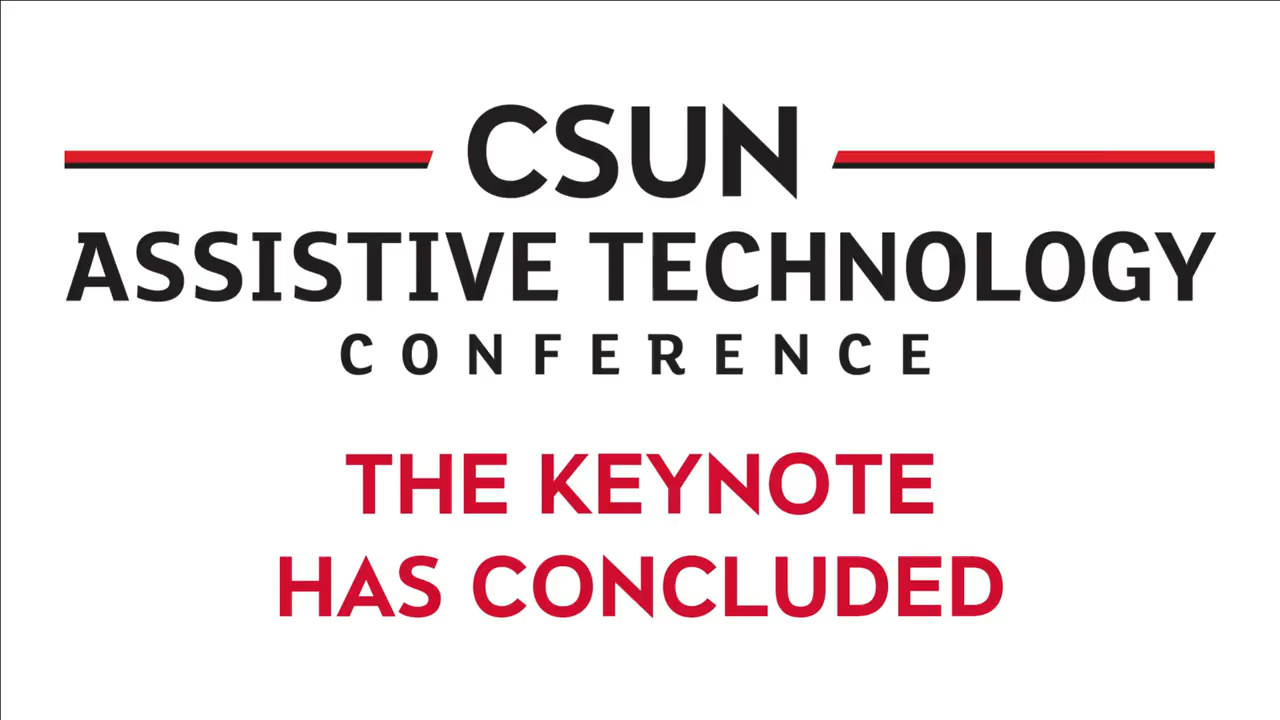 CSUN
ASSISTIVE TECHNOLOGY
CONFERENCE
THE KEYNOTE
HAS CONCLUDED